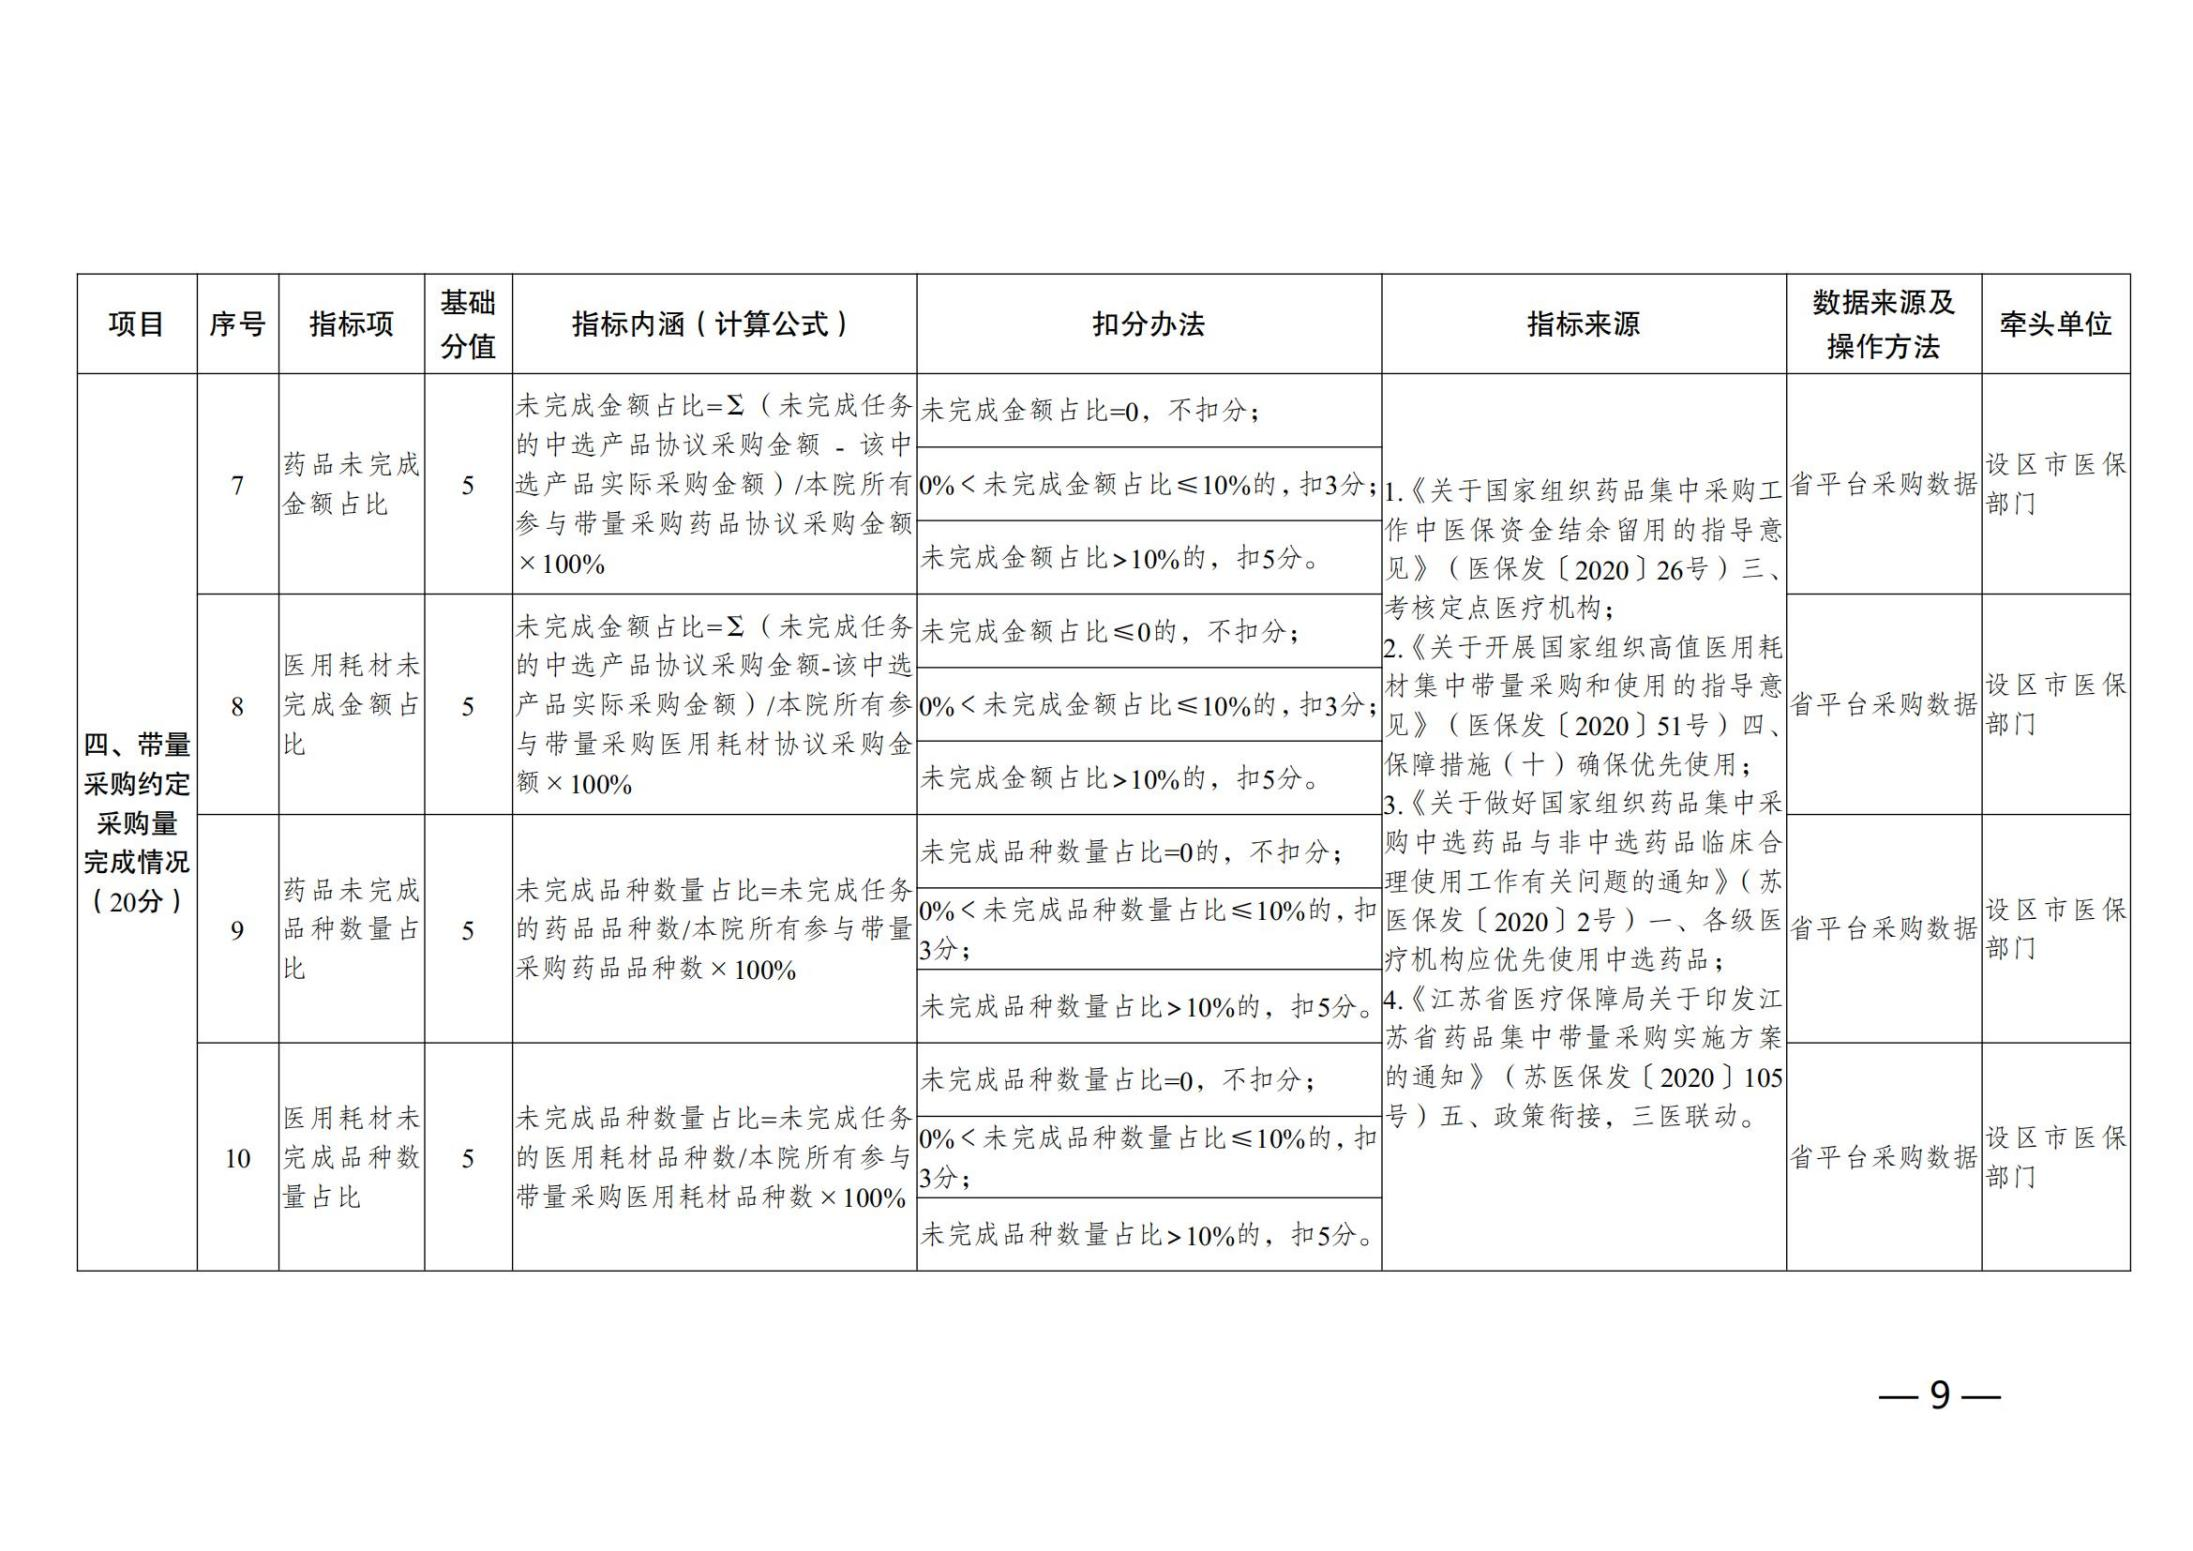 项目
序号
指标项
基础
分值
指标内涵（计算公式）
扣分办法
指标来源
数据来源及
操作方法
牵头单位
四、带量
采购约定
采购量
完成情况
（20分）
7
药品未完成
金额占比
5
未完成金额占比=Σ（未完成任务
的中选产品协议采购金额 - 该中
选产品实际采购金额）/本院所有
参与带量采购药品协议采购金额
×100%
未完成金额占比=0，不扣分；
0%＜未完成金额占比≤10%的，扣3分；
未完成金额占比>10%的，扣5分。
1.《关于国家组织药品集中采购工
作中医保资金结余留用的指导意
见》（医保发〔2020〕26号）三、
考核定点医疗机构；
2.《关于开展国家组织高值医用耗
材集中带量采购和使用的指导意
见》（医保发〔2020〕51号）四、
保障措施（十）确保优先使用；
3.《关于做好国家组织药品集中采
购中选药品与非中选药品临床合
理使用工作有关问题的通知》（苏
医保发〔2020〕2号）一、各级医
疗机构应优先使用中选药品；
4.《江苏省医疗保障局关于印发江
苏省药品集中带量采购实施方案
的通知》（苏医保发〔2020〕105
号）五、政策衔接，三医联动。
省平台采购数据
设区市医保
部门
8
医用耗材未
完成金额占
比
5
未完成金额占比=Σ（未完成任务
的中选产品协议采购金额-该中选
产品实际采购金额）/本院所有参
与带量采购医用耗材协议采购金
额×100%
未完成金额占比≤0的，不扣分；
0%＜未完成金额占比≤10%的，扣3分；
未完成金额占比>10%的，扣5分。
省平台采购数据
设区市医保
部门
9
药品未完成
品种数量占
比
5
未完成品种数量占比=未完成任务
的药品品种数/本院所有参与带量
采购药品品种数×100%
未完成品种数量占比=0的，不扣分；
0%＜未完成品种数量占比≤10%的，扣
3分；
未完成品种数量占比>10%的，扣5分。
省平台采购数据
设区市医保
部门
10
医用耗材未
完成品种数
量占比
5
未完成品种数量占比=未完成任务
的医用耗材品种数/本院所有参与
带量采购医用耗材品种数×100%
未完成品种数量占比=0，不扣分；
0%＜未完成品种数量占比≤10%的，扣
3分；
未完成品种数量占比>10%的，扣5分。
省平台采购数据
设区市医保
部门
— 9 —